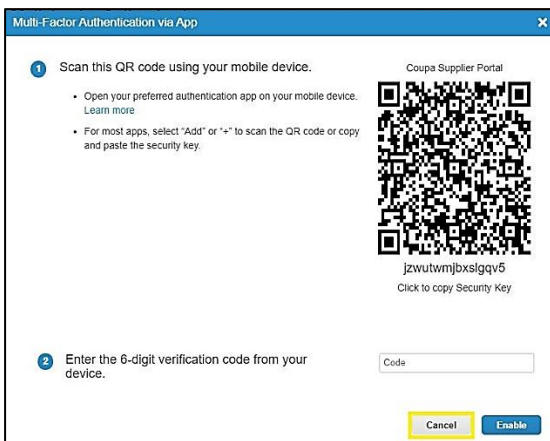 Multi-Factor Authentication via App
1 Scan this QR code using your mobile device.
• Open your preferred authentication app on your mobile device.
Learn more
• For most apps, select "Add" or "+" to scan the QR code or copy
and paste the security key.
Coupa Supplier Portal
jzwutwmjbxslgqv5
Click to copy Security Key
2 Enter the 6-digit verification code from your
device.
Code
Cancel
Enable